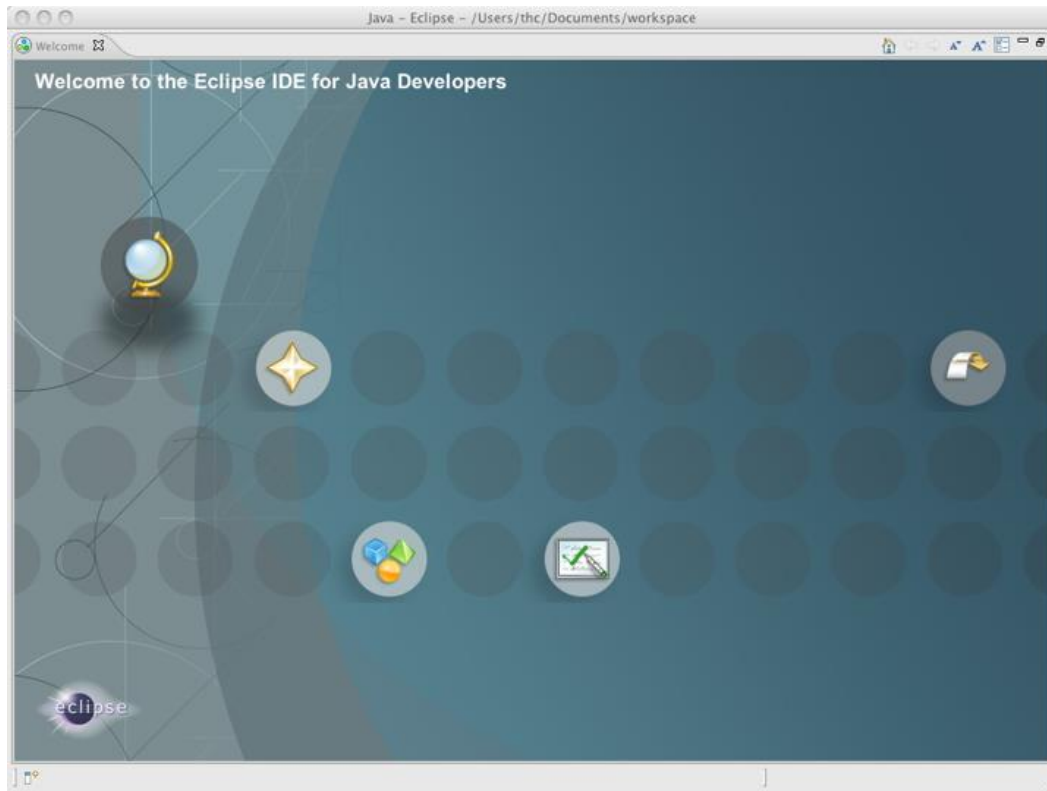 Java – Eclipse – /Users/thc/Documents/workspace
Welcome
Welcome to the Eclipse IDE for Java Developers
eclipse